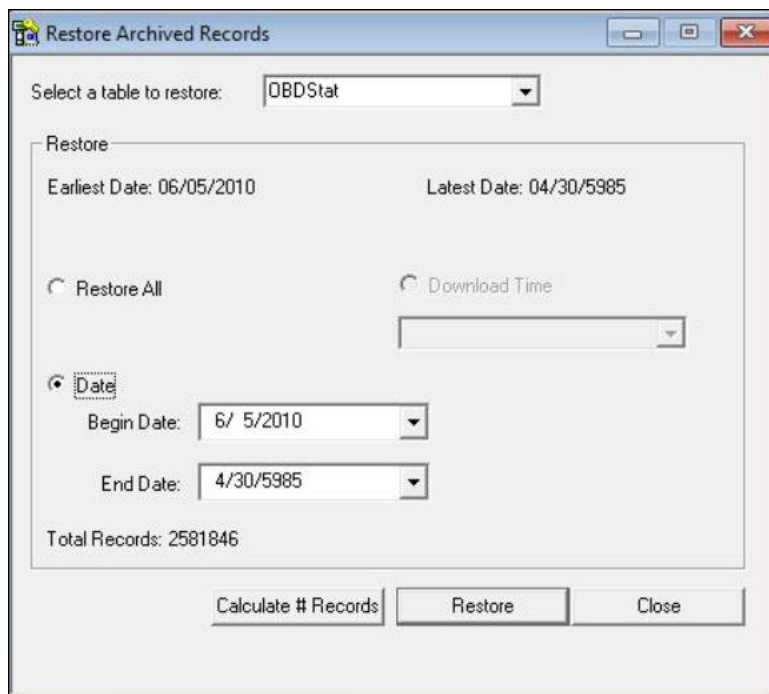 Restore Archived Records
Select a table to restore: OBDStat
Restore
Earliest Date: 06/05/2010 Latest Date: 04/30/5985
Restore All Download Time
Date
Begin Date: 6/ 5/2010
End Date: 4/30/5985
Total Records: 2581846
Calculate # Records Restore Close